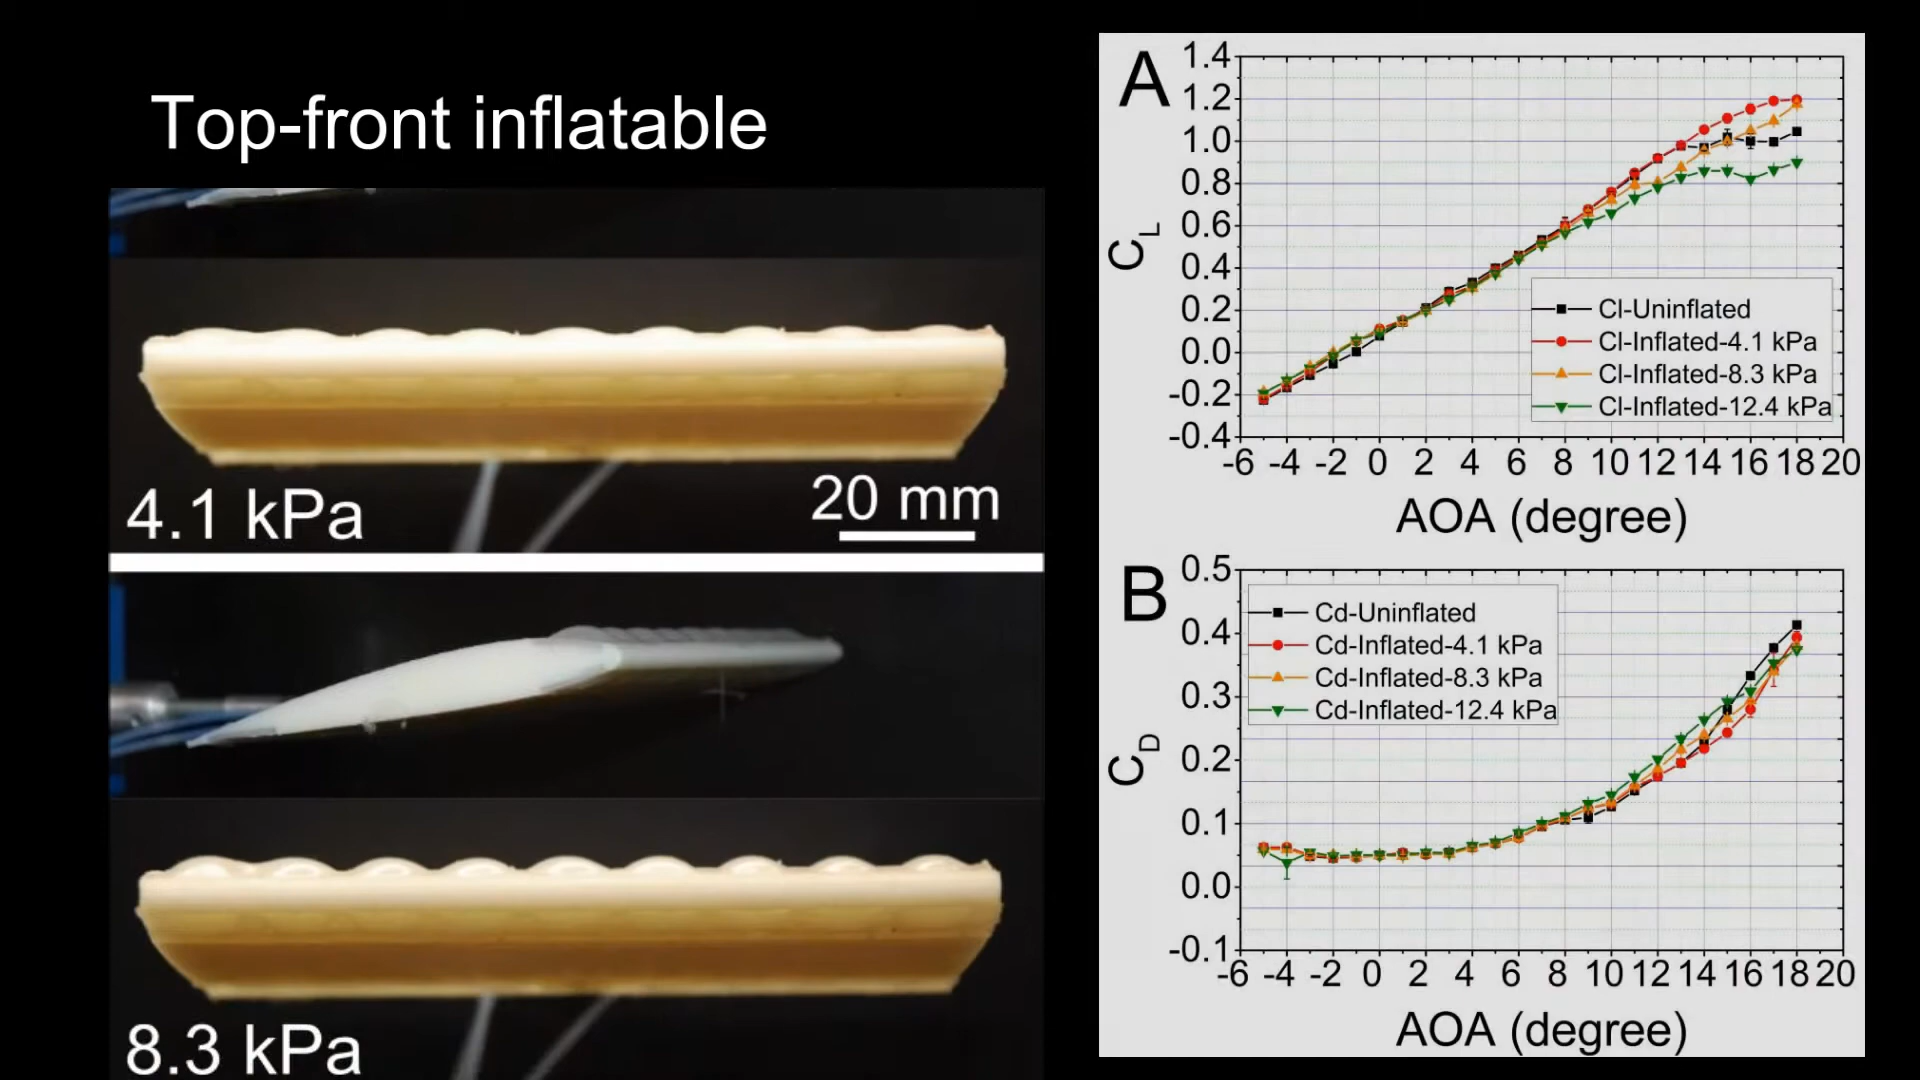 Top-front inflatable
4.1 kPa
20 mm
8.3 kPa
A
1.4
1.2
1.0
0.8
0.6
0.4
0.2
0.0
-0.2
-0.4
C_L
Cl-Uninflated
Cl-Inflated-4.1 kPa
Cl-Inflated-8.3 kPa
Cl-Inflated-12.4 kPa
-6 -4 -2 0 2 4 6 8 10 12 14 16 18 20
AOA (degree)
B
0.5
0.4
0.3
0.2
0.1
0.0
-0.1
C_D
Cd-Uninflated
Cd-Inflated-4.1 kPa
Cd-Inflated-8.3 kPa
Cd-Inflated-12.4 kPa
-6 -4 -2 0 2 4 6 8 10 12 14 16 18 20
AOA (degree)